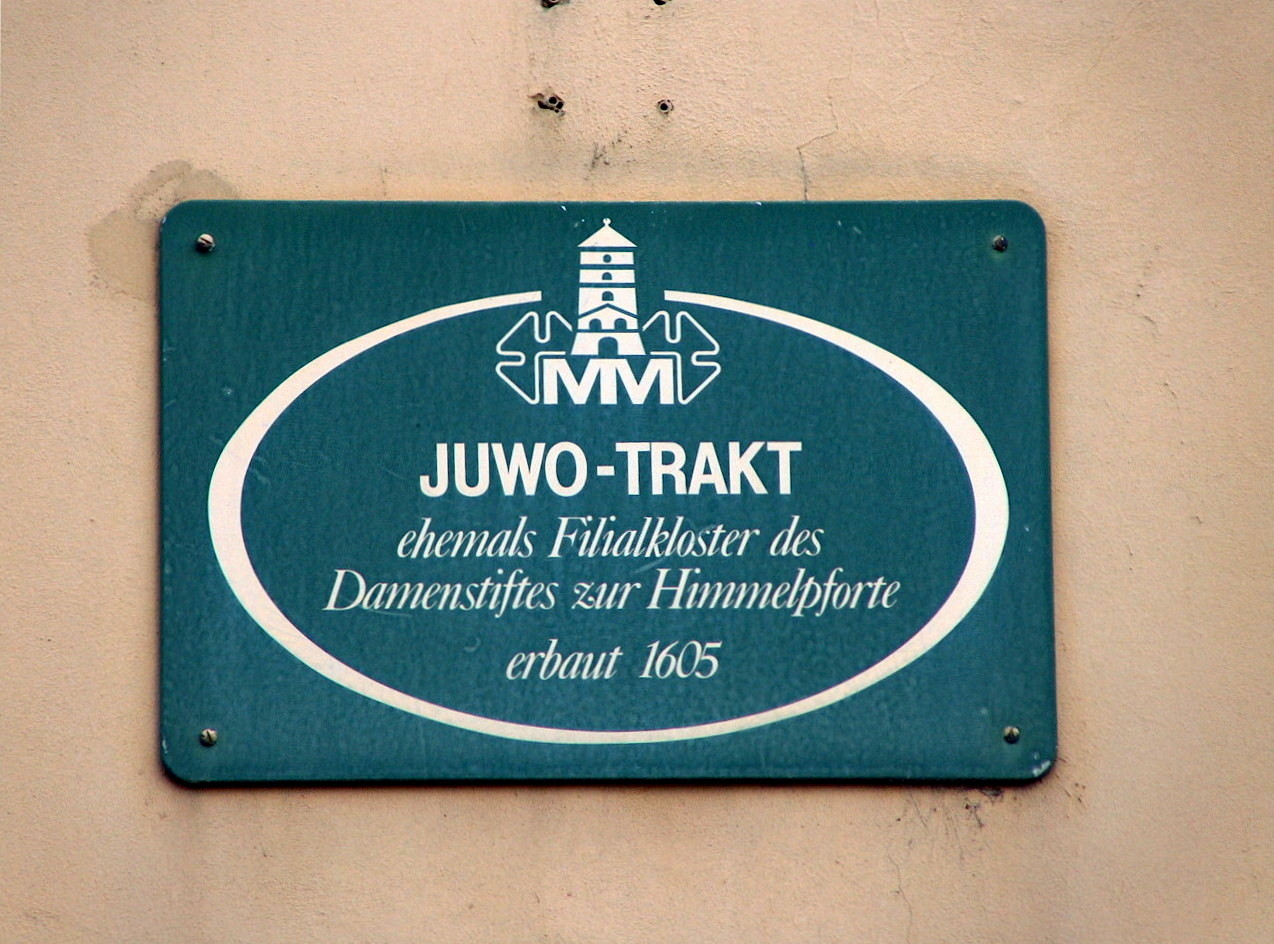 MM
JUWO-TRAKT
ehemals Filialkloster des
Damenstiftes zur Himmelpforte
erbaut 1605